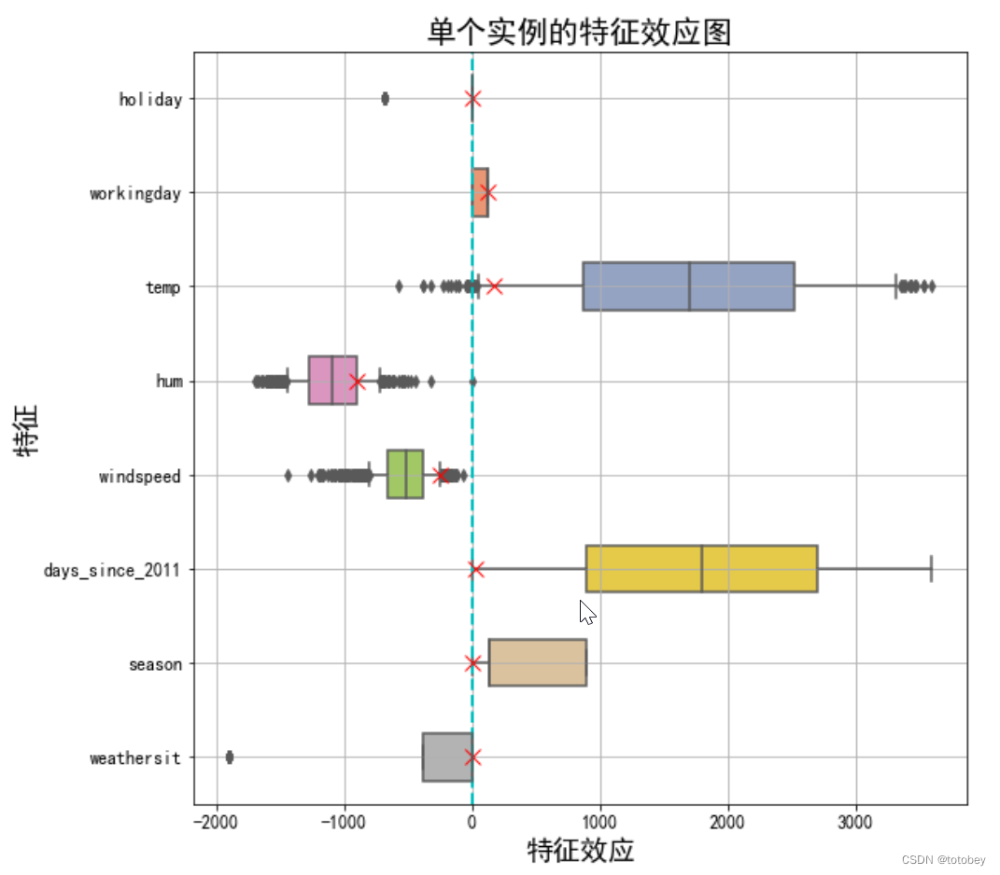 单个实例的特征效应图
holiday
workingday
temp
hum
特征
windspeed
days_since_2011
season
weathersit
−2000 −1000 0 1000 2000 3000
特征效应
CSDN @totobey